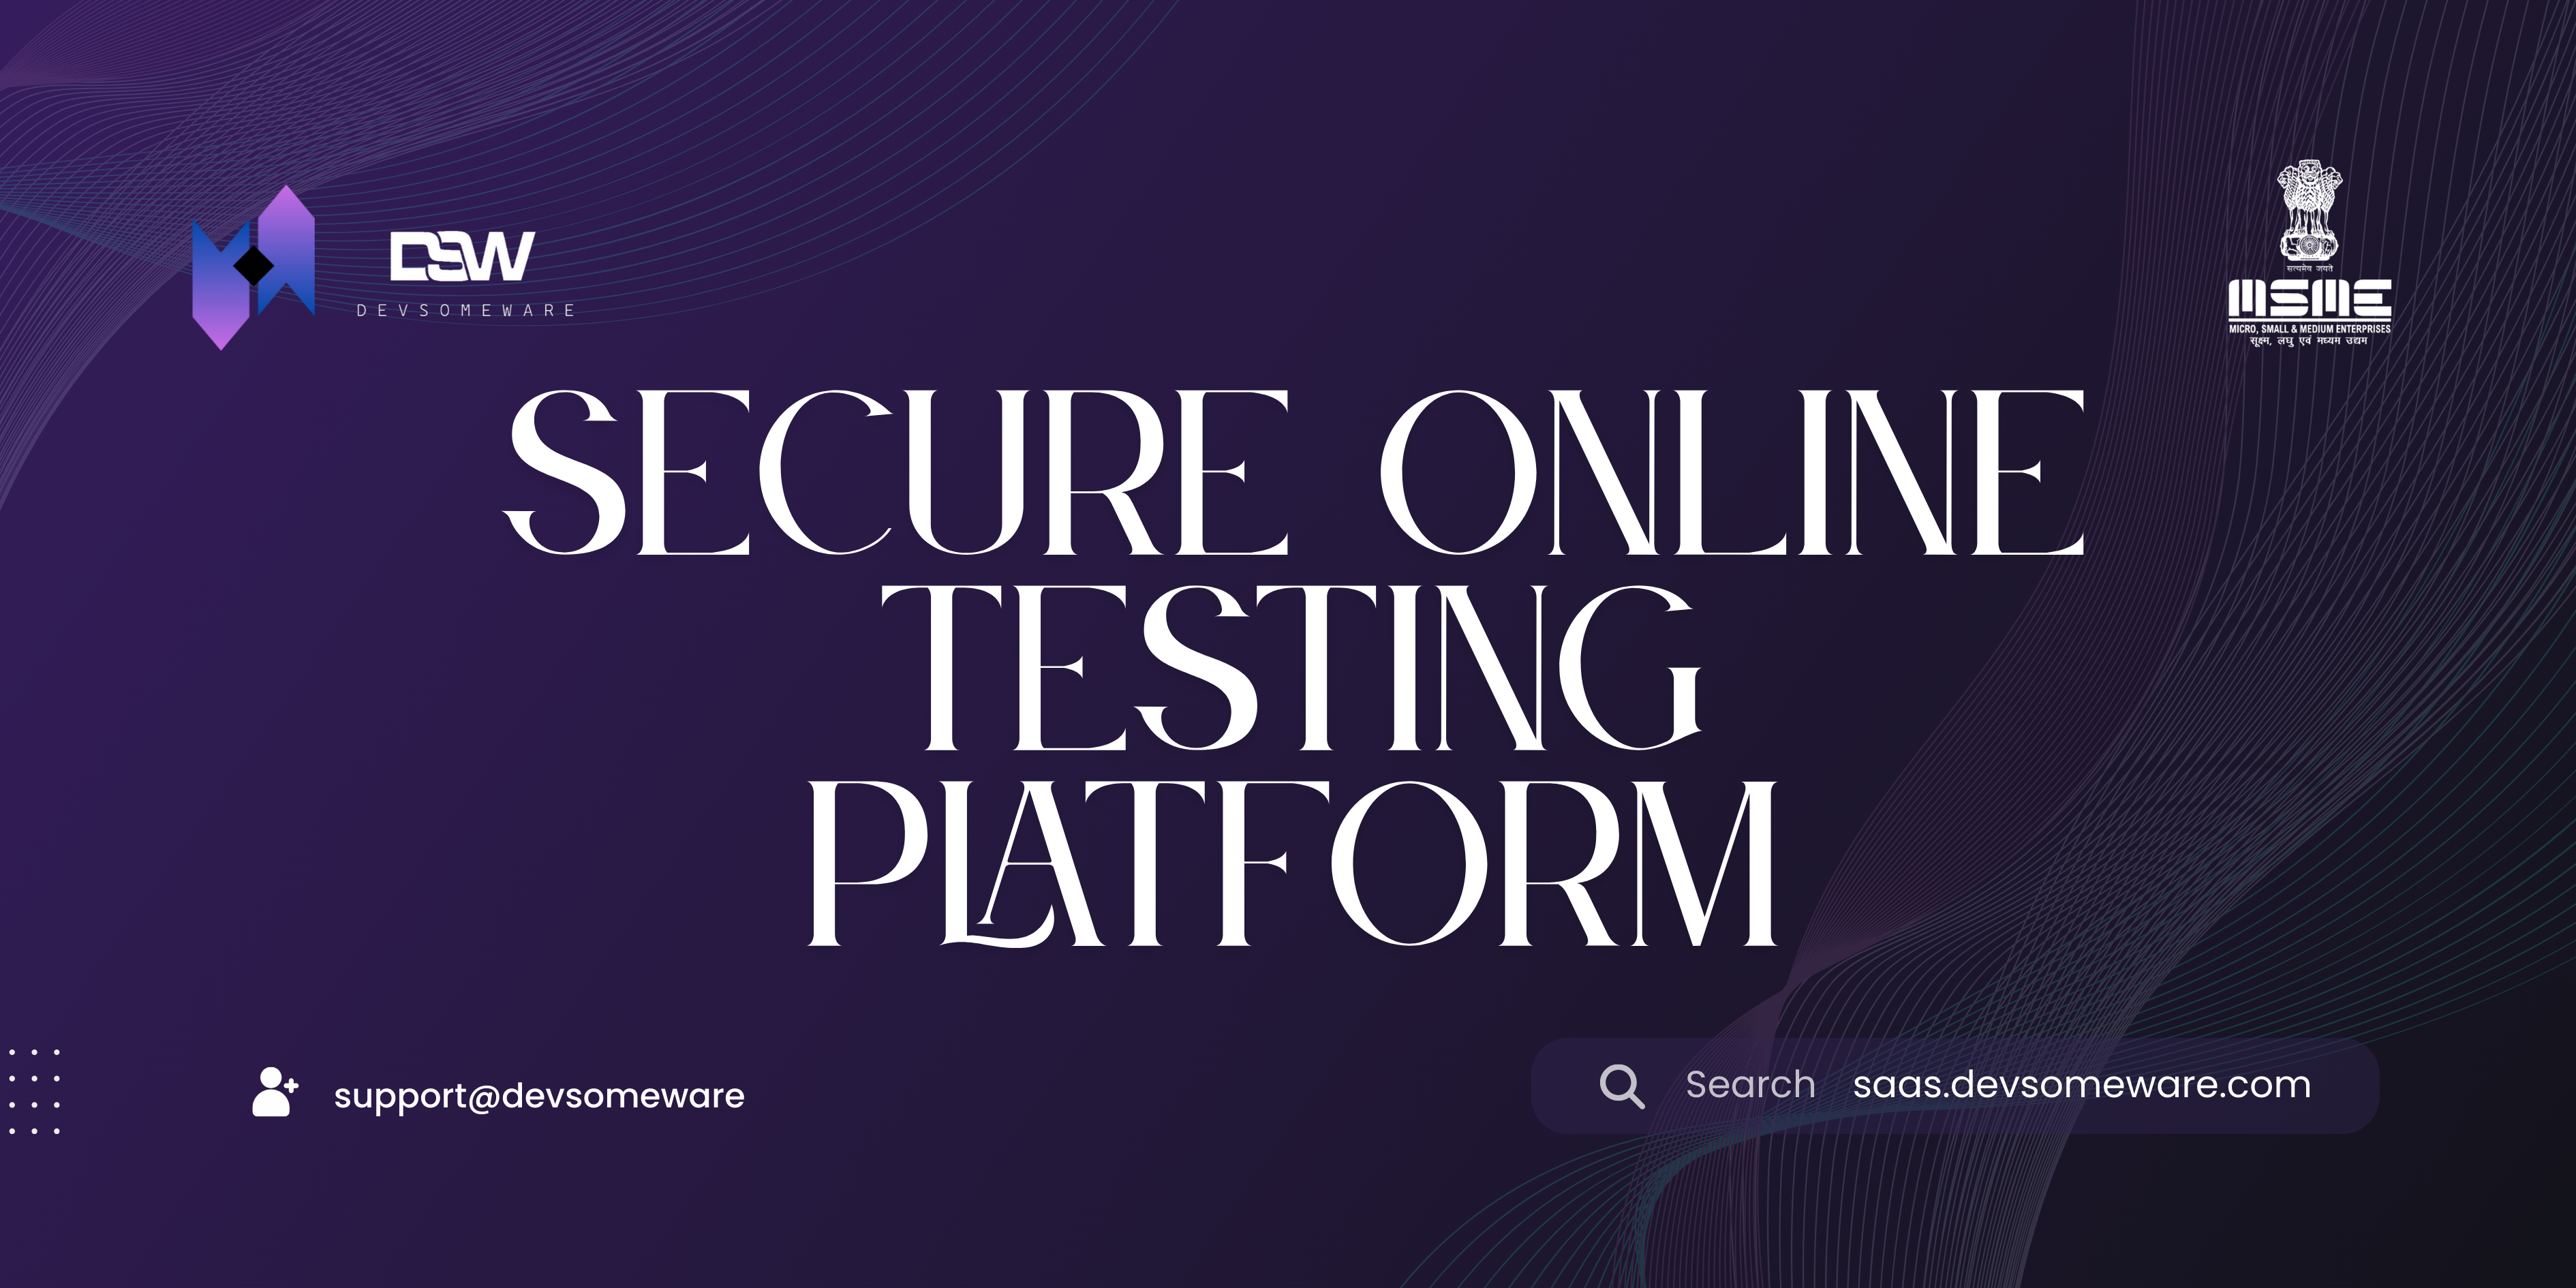 DSW
DEVSOMEWARE
सत्यमेव जयते
MSME
MICRO, SMALL & MEDIUM ENTERPRISES
सूक्ष्म, लघु एवं मध्यम उद्यम
SECURE ONLINE
TESTING
PLATFORM
support@devsomeware
Search saas.devsomeware.com